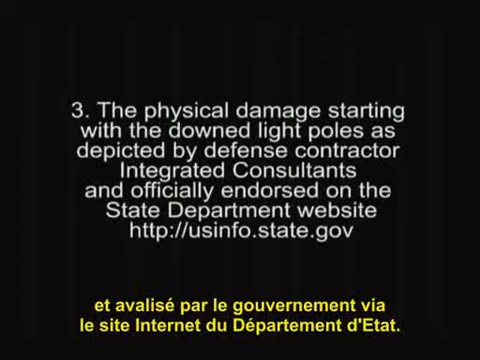 3. The physical damage starting
with the downed light poles as
depicted by defense contractor
Integrated Consultants
and officially endorsed on the
State Department website
http://usinfo.state.gov
et avalisé par le gouvernement via
le site Internet du Département d'Etat.